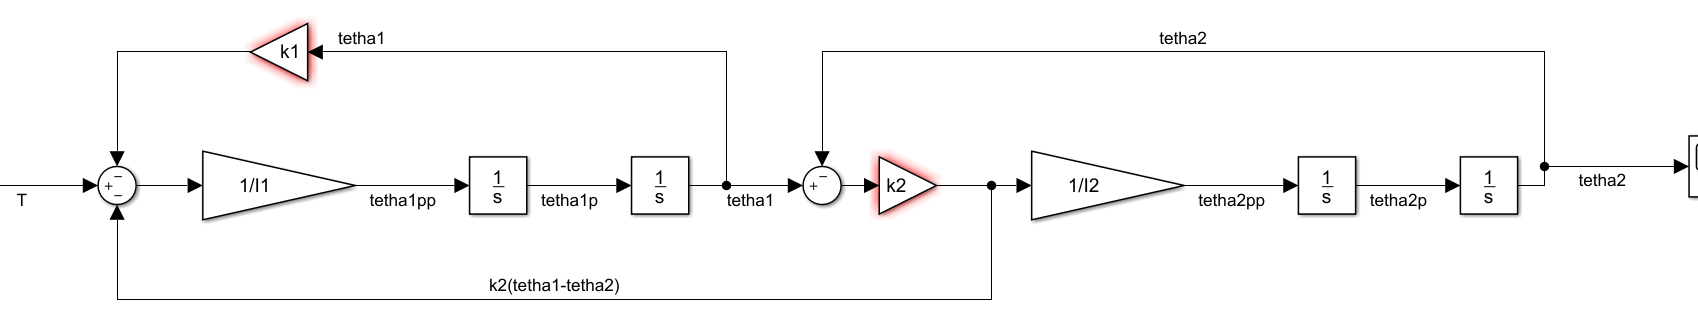 tetha1
tetha2
k1
T
+
−
−
1/I1
tetha1pp
1
s
tetha1p
1
s
tetha1
+
−
k2
1/I2
tetha2pp
1
s
tetha2p
1
s
tetha2
k2(tetha1-tetha2)